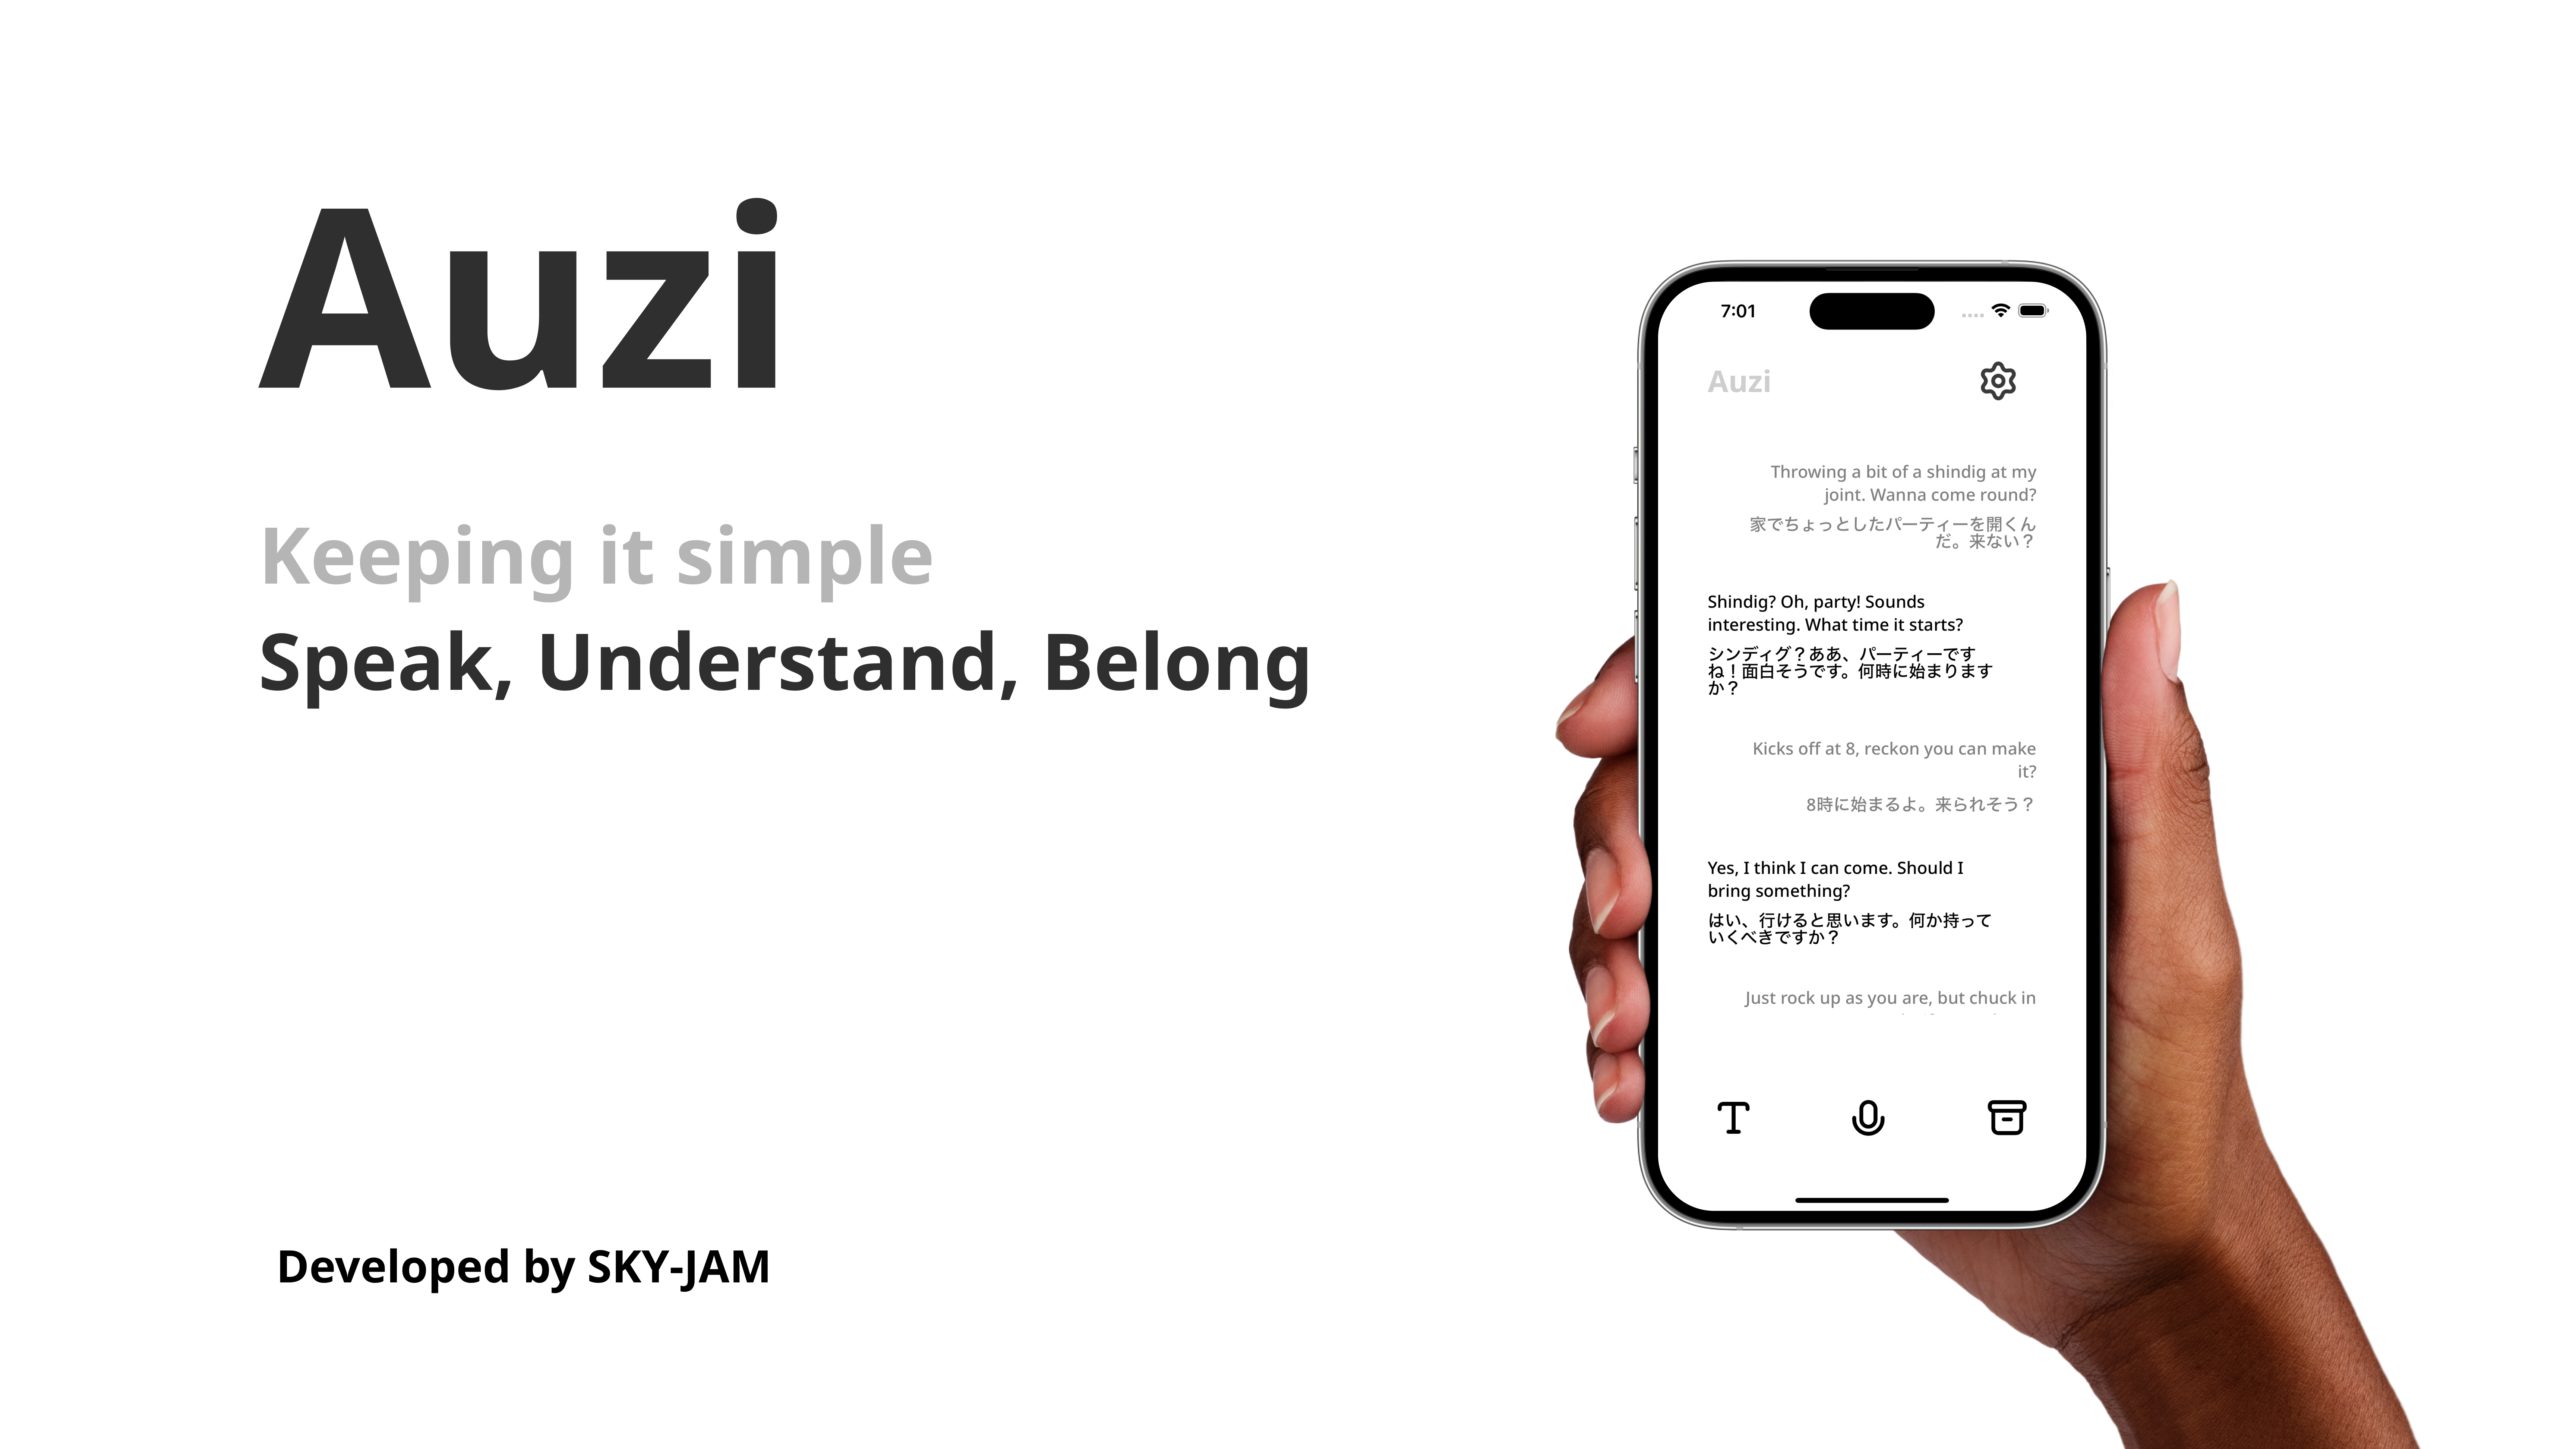 Auzi
Keeping it simple
Speak, Understand, Belong
Developed by SKY-JAM
7:01
Auzi
Throwing a bit of a shindig at my
joint. Wanna come round?
家でちょっとしたパーティーを開くん
だ。来ない？
Shindig? Oh, party! Sounds
interesting. What time it starts?
シンディグ？ああ、パーティーです
ね！面白そうです。何時に始まります
か？
Kicks off at 8, reckon you can make
it?
8時に始まるよ。来られそう？
Yes, I think I can come. Should I
bring something?
はい、行けると思います。何か持って
いくべきですか？
Just rock up as you are, but chuck in